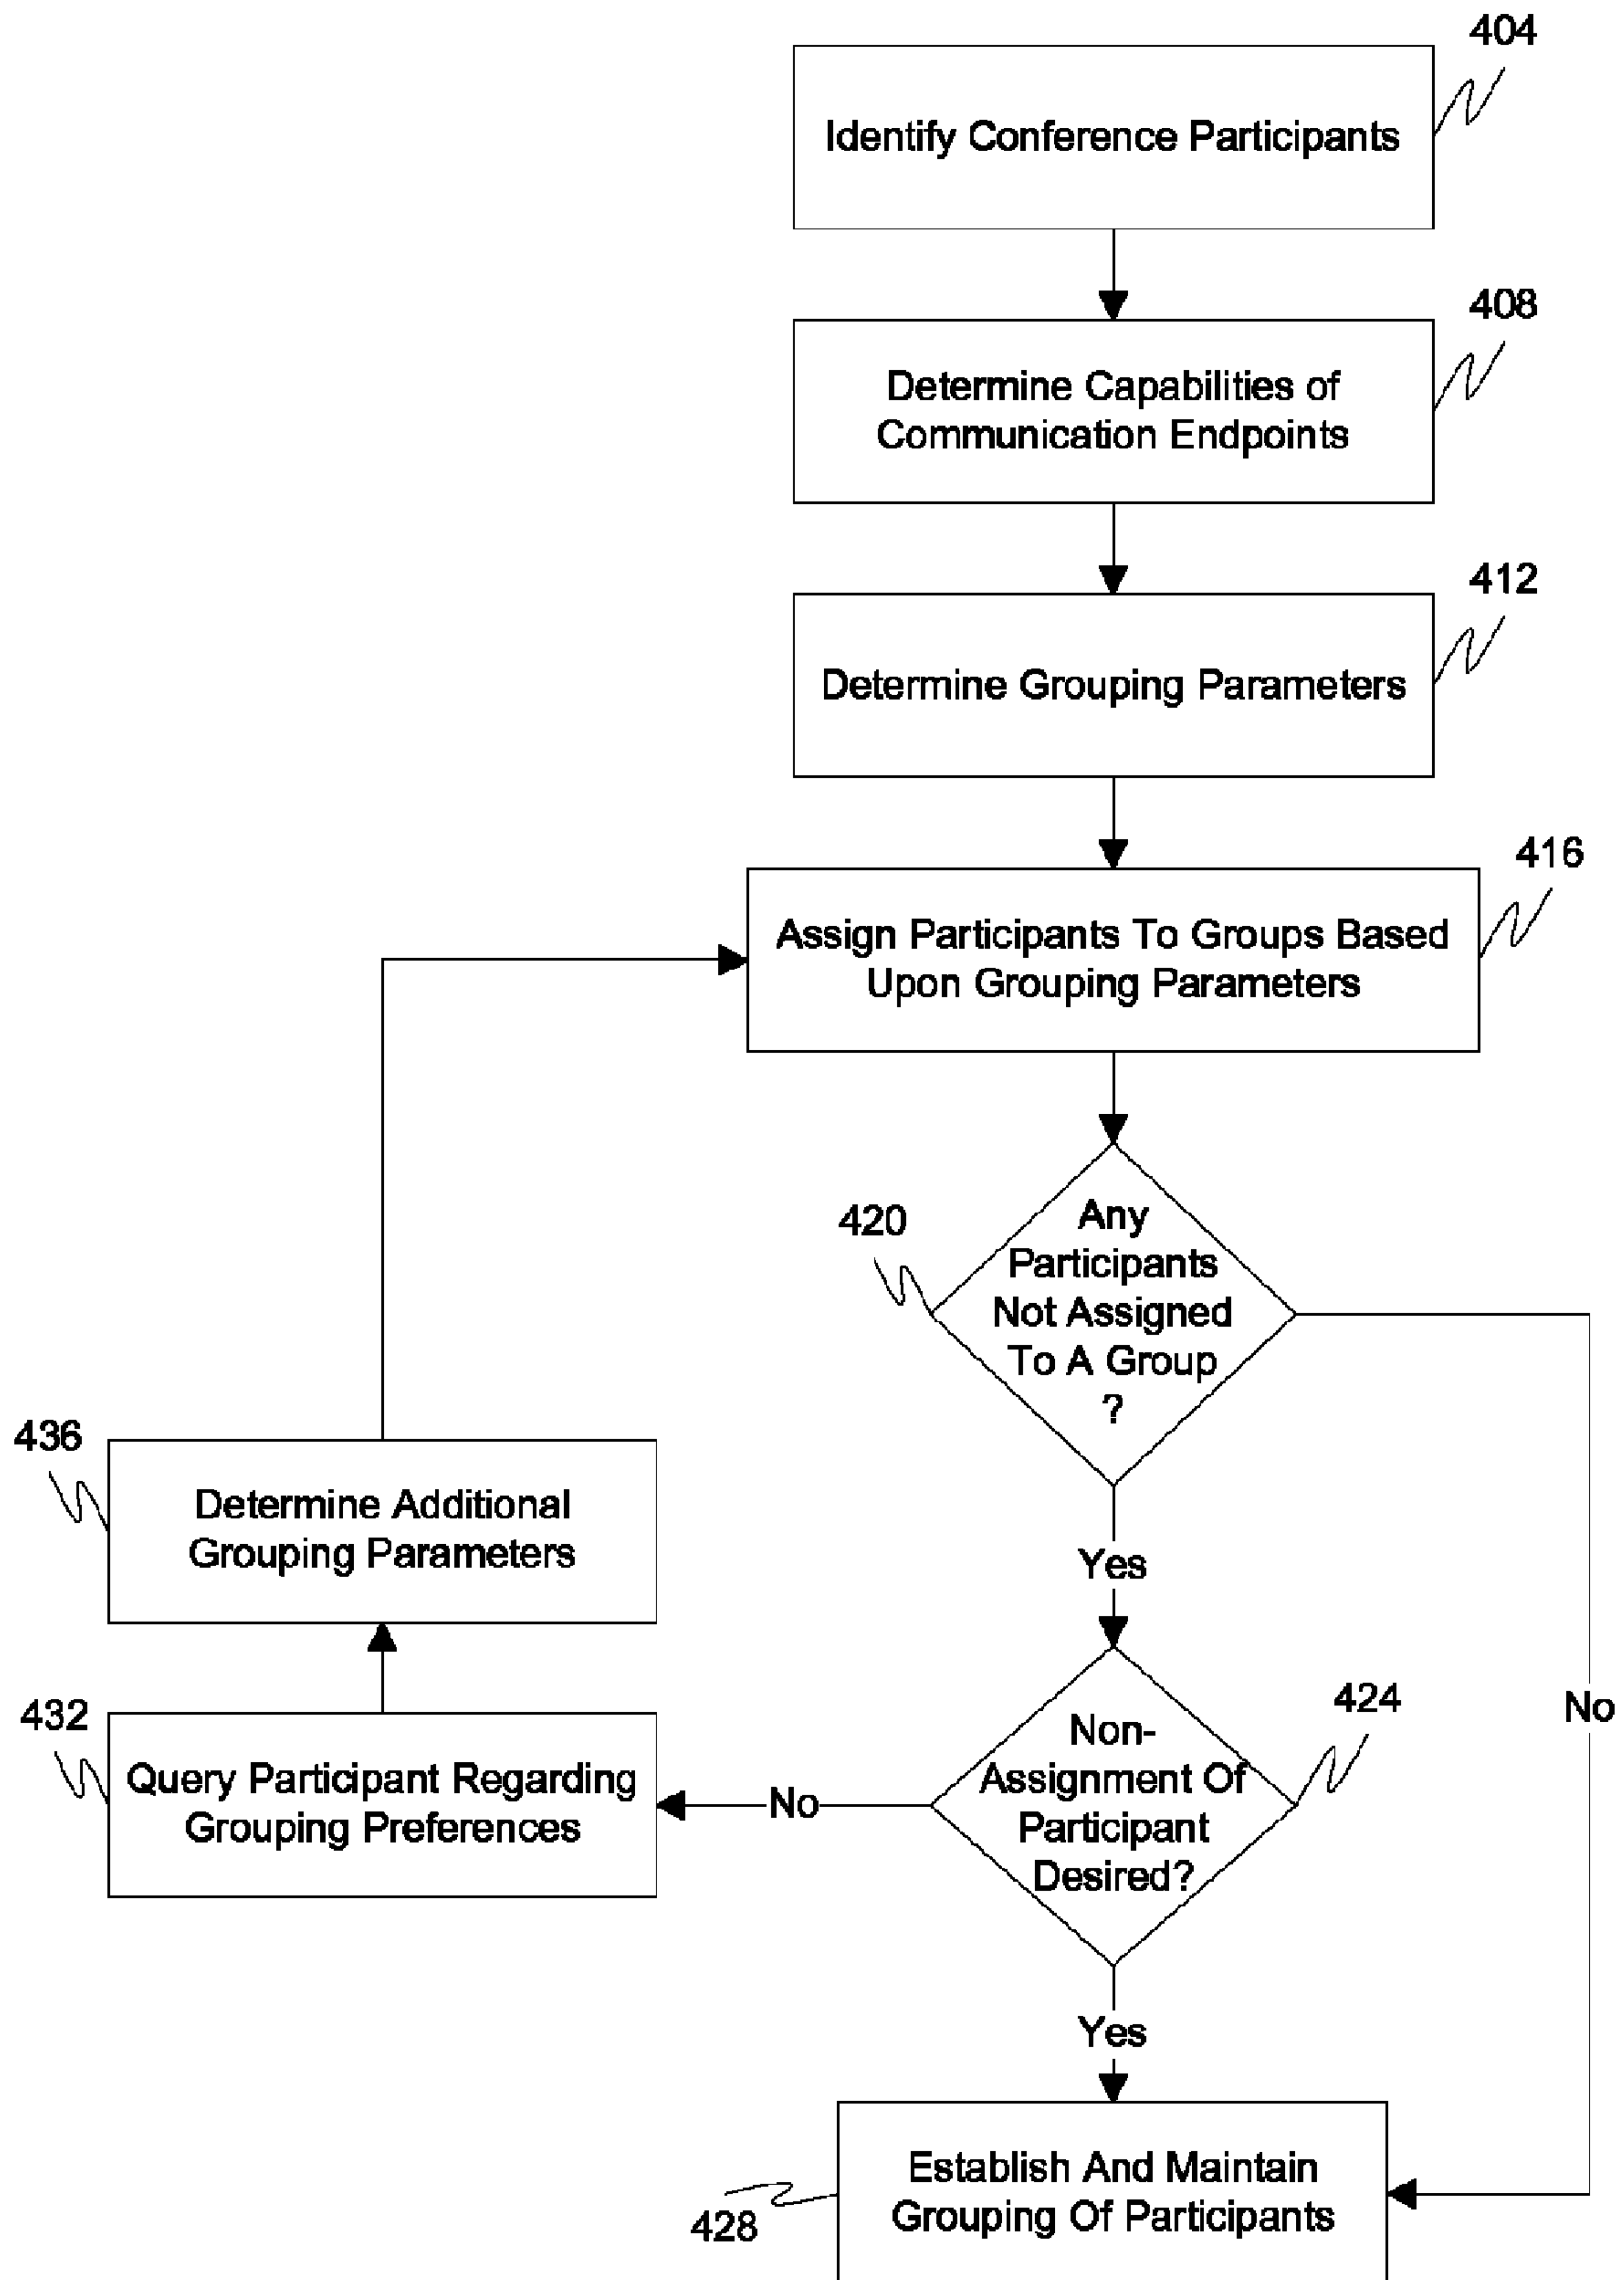 404
Identify Conference Participants
408
Determine Capabilities of
Communication Endpoints
412
Determine Grouping Parameters
416
Assign Participants To Groups Based
Upon Grouping Parameters
420
Any
Participants
Not Assigned
To A Group
?
436
Determine Additional
Grouping Parameters
Yes
432
Query Participant Regarding
Grouping Preferences
No
424
Non-
Assignment Of
Participant
Desired?
No
Yes
Establish And Maintain
Grouping Of Participants
428